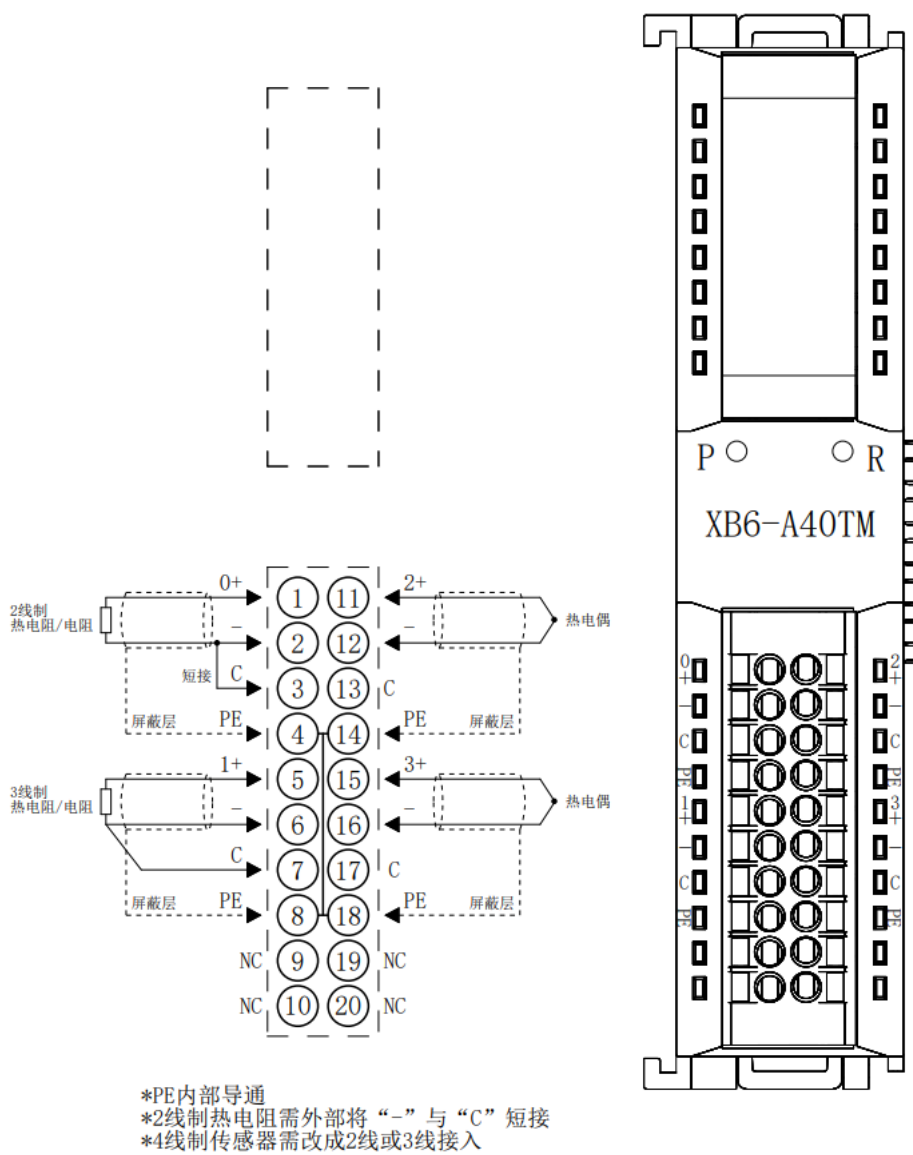 P R
XB6-A40TM
0+ 1 11 2+
2线制
热电阻/电阻
- 2 12 -
热电偶
短接 C 3 13 C
屏蔽层 PE 4 14 PE 屏蔽层
1+ 5 15 3+
3线制
热电阻/电阻
- 6 16 -
热电偶
C 7 17 C
屏蔽层 PE 8 18 PE 屏蔽层
NC 9 19 NC
NC 10 20 NC
0+ 2+
- -
C C
PE PE
1+ 3+
- -
C C
PE PE
*PE内部导通
*2线制热电阻需外部将“-”与“C”短接
*4线制传感器需改成2线或3线接入